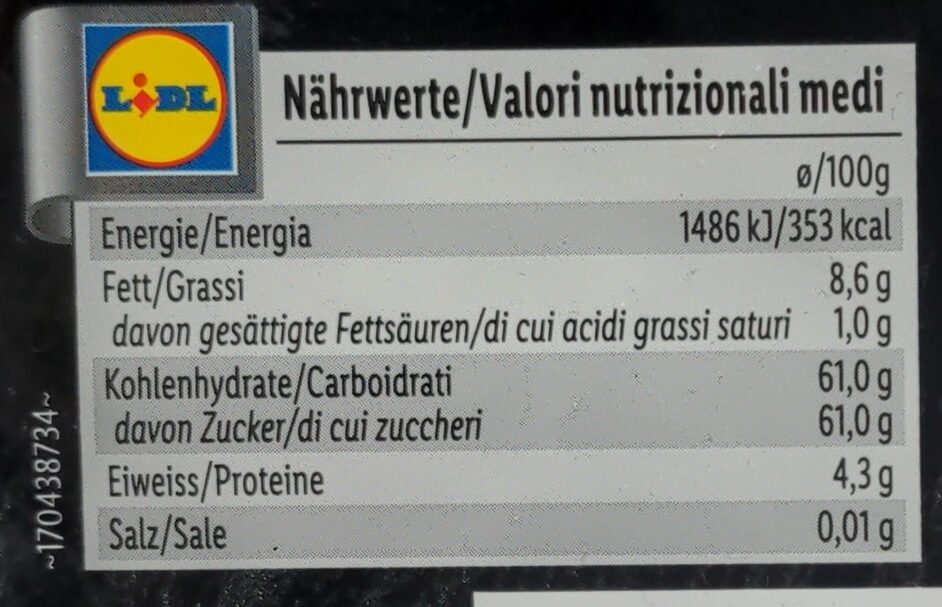 LiDL
Nährwerte/Valori nutrizionali medi
ø/100g
Energie/Energia 1486 kJ/353 kcal
Fett/Grassi 8,6 g
davon gesättigte Fettsäuren/di cui acidi grassi saturi 1,0 g
Kohlenhydrate/Carboidrati 61,0 g
davon Zucker/di cui zuccheri 61,0 g
Eiweiss/Proteine 4,3 g
Salz/Sale 0,01 g
~170438734~